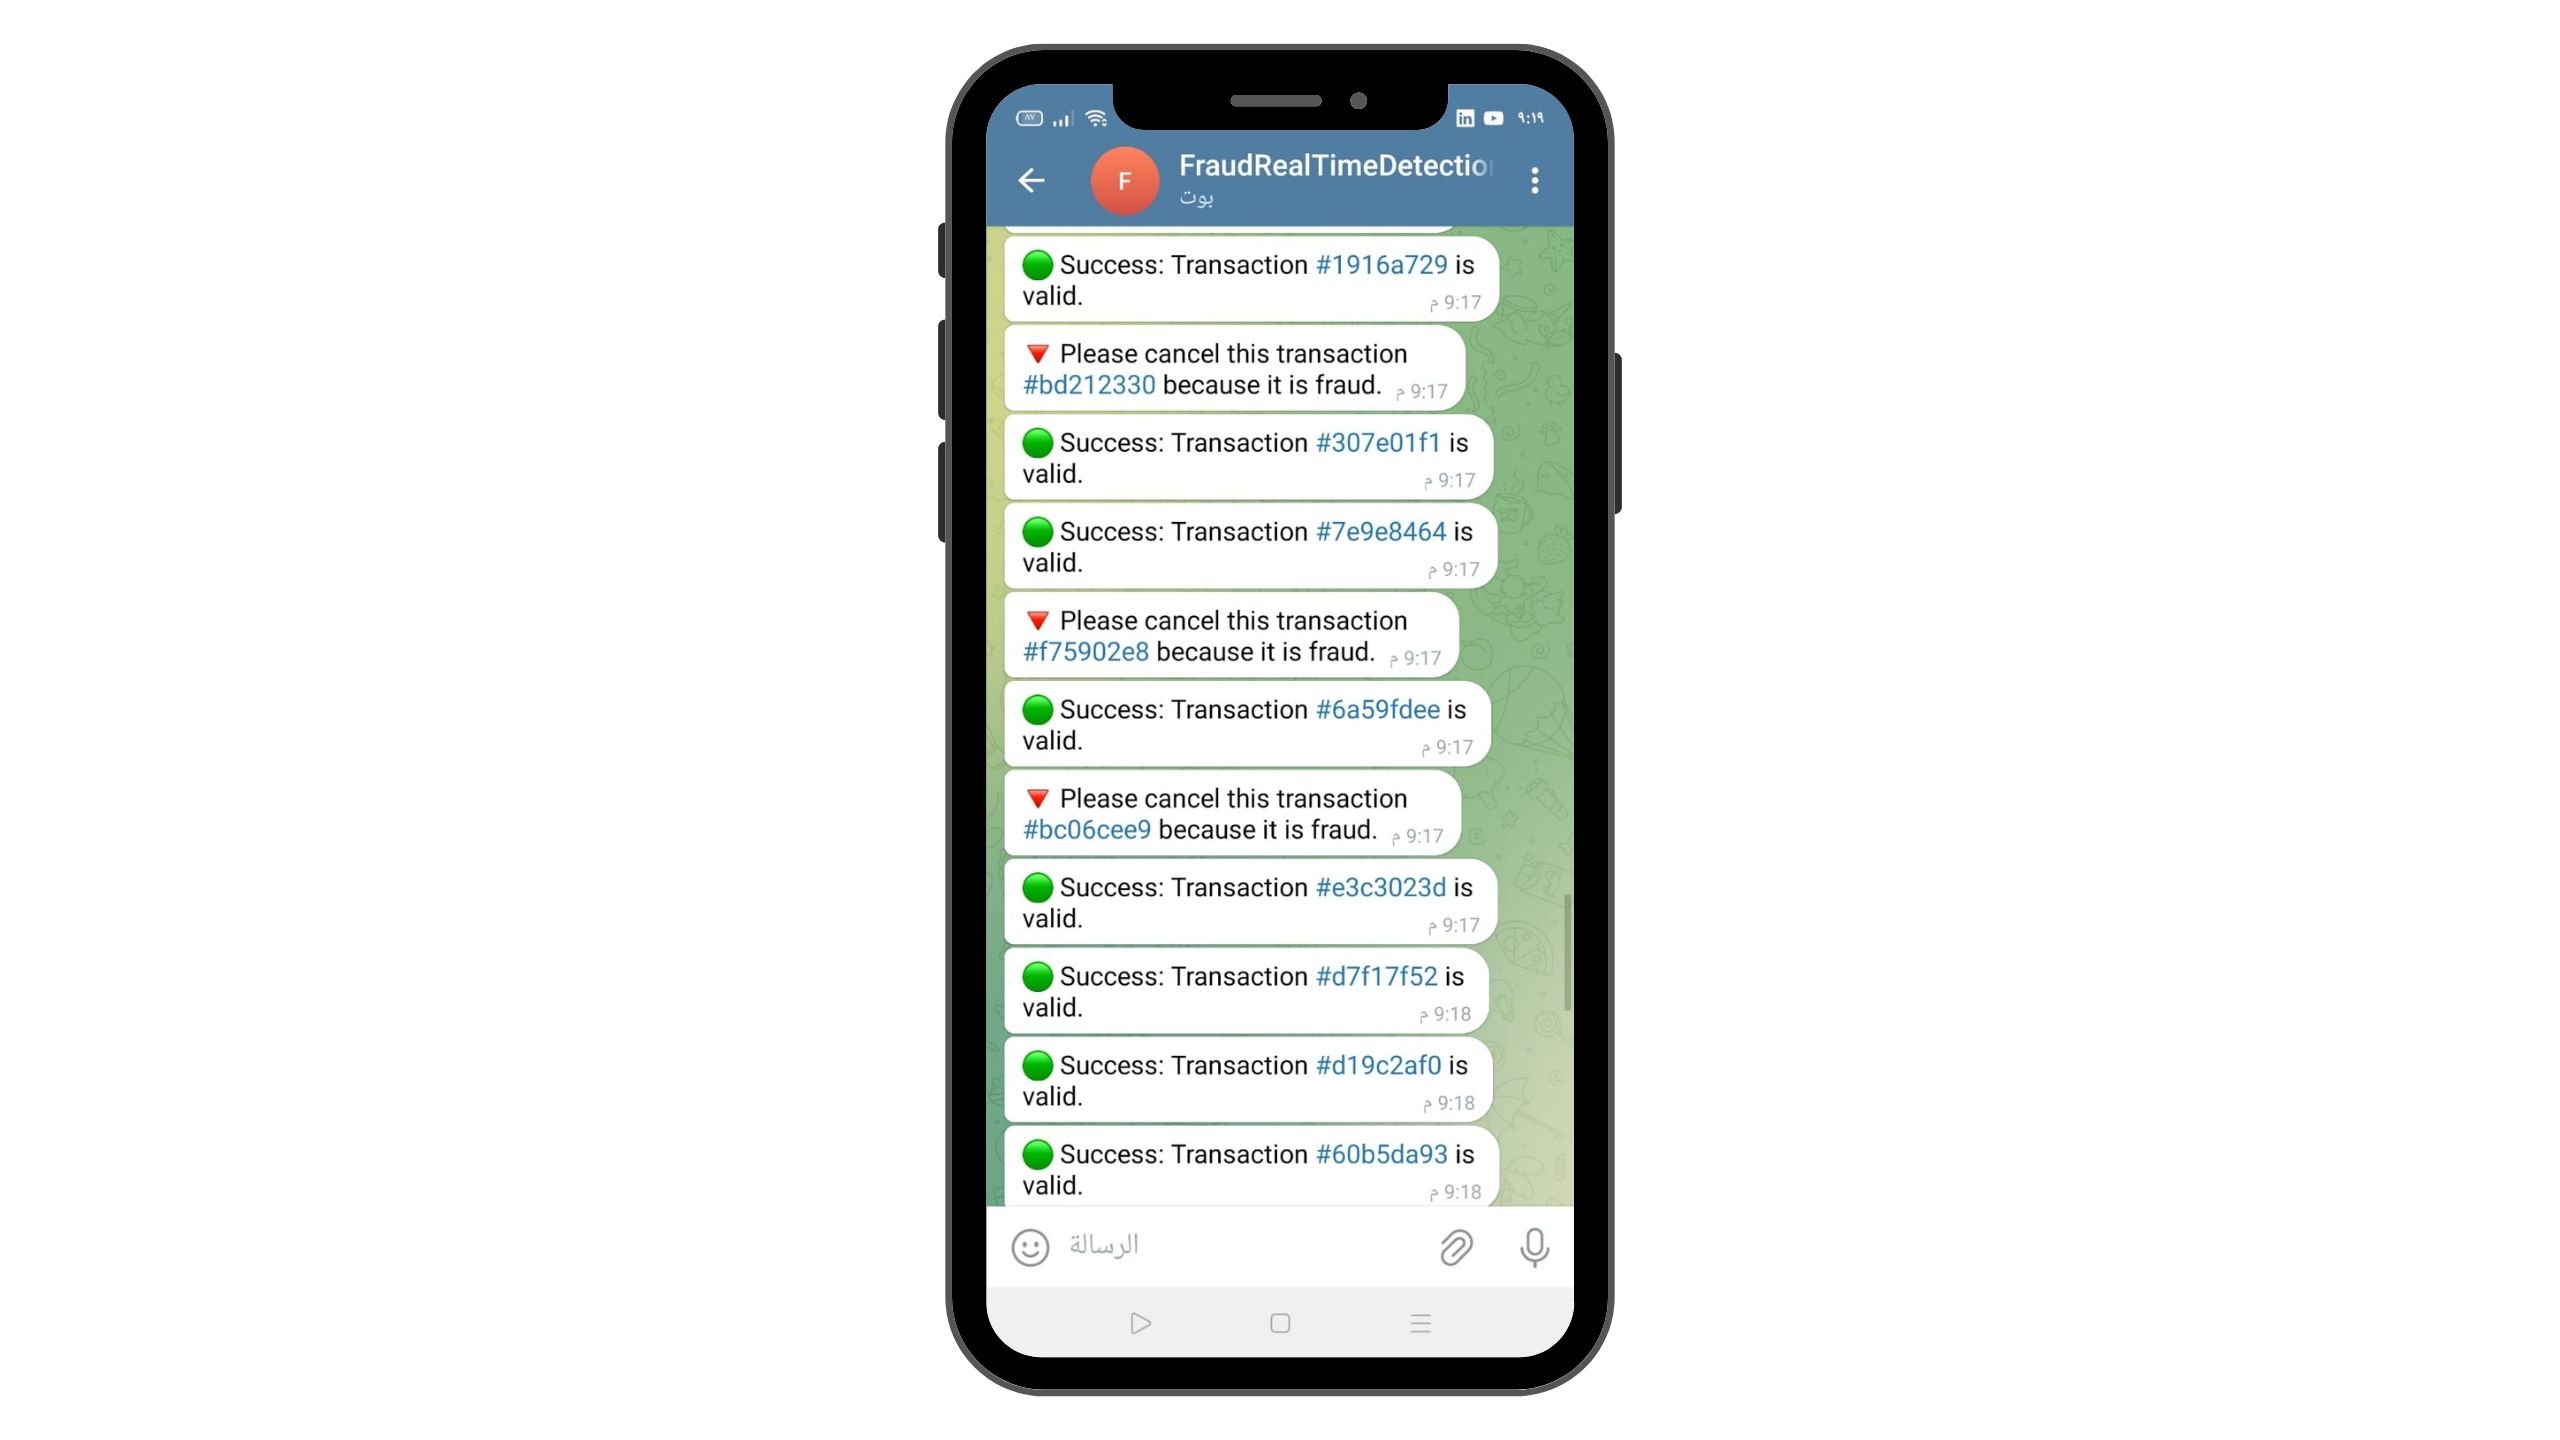 ٩:١٩
F
FraudRealTimeDetectio
بوت
Success: Transaction #1916a729 is
valid.
9:17 م
Please cancel this transaction
#bd212330 because it is fraud. 9:17 م
Success: Transaction #307e01f1 is
valid.
9:17 م
Success: Transaction #7e9e8464 is
valid.
9:17 م
Please cancel this transaction
#f75902e8 because it is fraud. 9:17 م
Success: Transaction #6a59fdee is
valid.
9:17 م
Please cancel this transaction
#bc06cee9 because it is fraud. 9:17 م
Success: Transaction #e3c3023d is
valid.
9:17 م
Success: Transaction #d7f17f52 is
valid.
9:18 م
Success: Transaction #d19c2af0 is
valid.
9:18 م
Success: Transaction #60b5da93 is
valid.
9:18 م
الرسالة